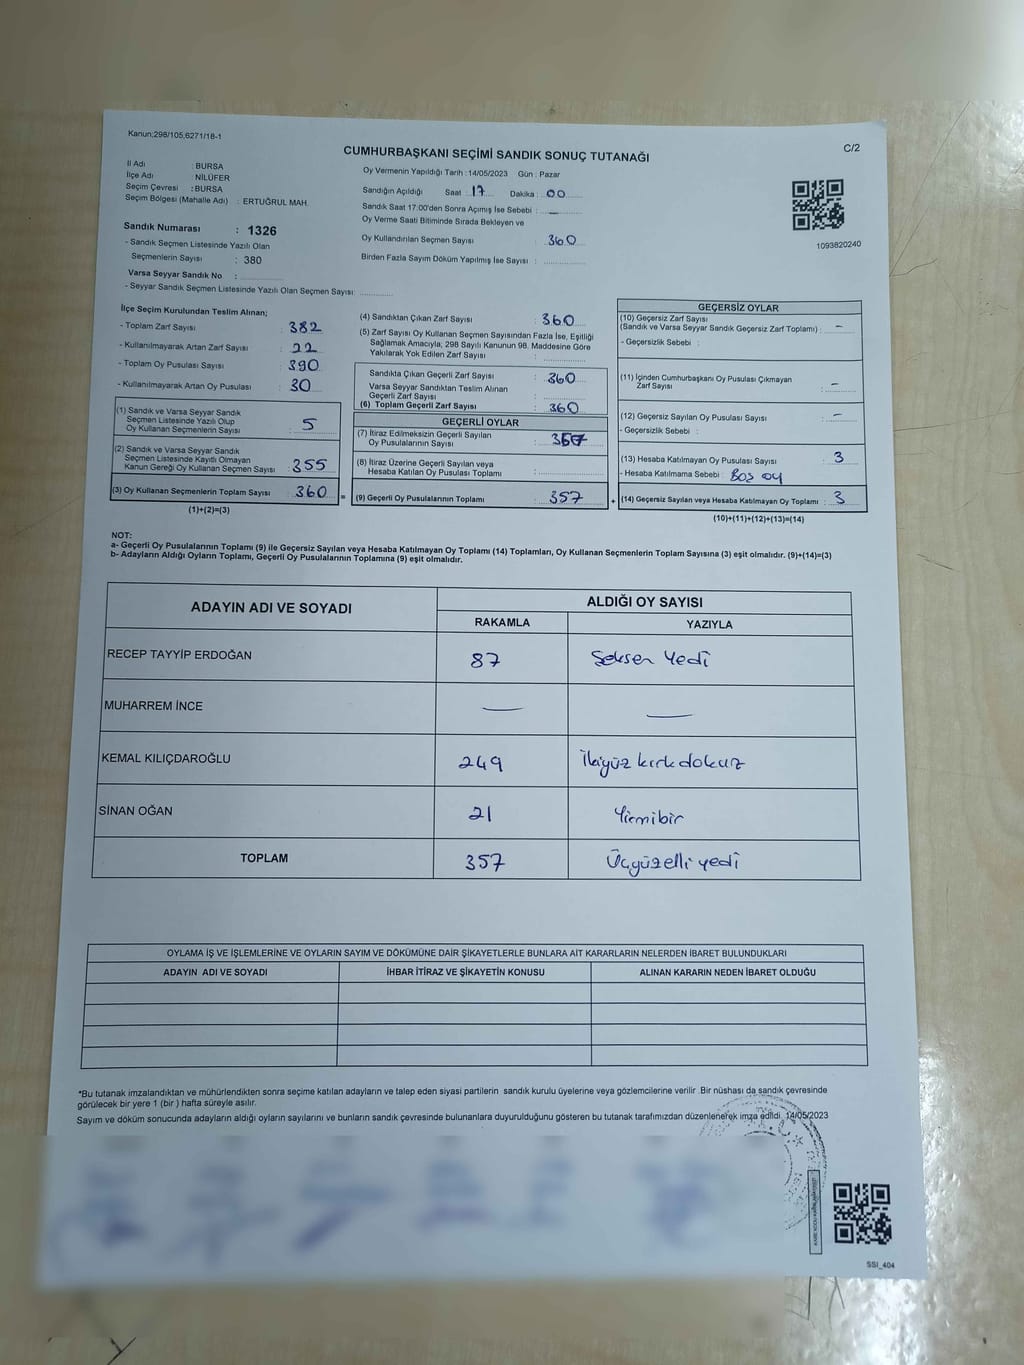 Kanun;298/105,6271/18-1
C/2
CUMHURBAŞKANI SEÇİMİ SANDIK SONUÇ TUTANAĞI
İl Adı : BURSA
İlçe Adı : NİLÜFER
Seçim Çevresi : BURSA
Seçim Bölgesi (Mahalle Adı) : ERTUĞRUL MAH.
Sandık Numarası : 1326
- Sandık Seçmen Listesinde Yazılı Olan
Seçmenlerin Sayısı : 380
Varsa Seyyar Sandık No :
- Seyyar Sandık Seçmen Listesinde Yazılı Olan Seçmen Sayısı:
Oy Vermenin Yapıldığı Tarih : 14/05/2023 Gün : Pazar
Sandığın Açıldığı Saat : 17 Dakika : 00
Sandık Saat 17:00'den Sonra Açımış İse Sebebi : –
Oy Verme Saati Bitiminde Sırada Bekleyen ve
Oy Kullandırılan Seçmen Sayısı : 360
Birden Fazla Sayım Döküm Yapılmış İse Sayısı :
1093820240
İlçe Seçim Kurulundan Teslim Alınan;
- Toplam Zarf Sayısı : 382
- Kullanılmayarak Artan Zarf Sayısı : 22
- Toplam Oy Pusulası Sayısı : 390
- Kullanılmayarak Artan Oy Pusulası : 30
(1) Sandık ve Varsa Seyyar Sandık
Seçmen Listesinde Yazılı Olup
Oy Kullanan Seçmenlerin Sayısı : 5
(2) Sandık ve Varsa Seyyar Sandık
Seçmen Listesinde Kayıtlı Olmayan
Kanun Gereği Oy Kullanan Seçmen Sayısı : 355
(3) Oy Kullanan Seçmenlerin Toplam Sayısı : 360
(1)+(2)=(3)
=
(4) Sandıktan Çıkan Zarf Sayısı : 360
(5) Zarf Sayısı Oy Kullanan Seçmen Sayısından Fazla İse, Eşitliği
Sağlamak Amacıyla, 298 Sayılı Kanunun 98. Maddesine Göre
Yakılarak Yok Edilen Zarf Sayısı :
Sandıkta Çıkan Geçerli Zarf Sayısı : 360
Varsa Seyyar Sandıktan Teslim Alınan
Geçerli Zarf Sayısı :
(6) Toplam Geçerli Zarf Sayısı : 360
GEÇERLİ OYLAR
(7) İtiraz Edilmeksizin Geçerli Sayılan
Oy Pusulalarının Sayısı : 357
(8) İtiraz Üzerine Geçerli Sayılan veya
Hesaba Katılan Oy Pusulası Toplamı :
(9) Geçerli Oy Pusulalarının Toplamı : 357
+
GEÇERSİZ OYLAR
(10) Geçersiz Zarf Sayısı
(Sandık ve Varsa Seyyar Sandık Geçersiz Zarf Toplamı) : –
- Geçersizlik Sebebi :
(11) İçinden Cumhurbaşkanı Oy Pusulası Çıkmayan
Zarf Sayısı : –
(12) Geçersiz Sayılan Oy Pusulası Sayısı : –
- Geçersizlik Sebebi :
(13) Hesaba Katılmayan Oy Pusulası Sayısı : 3
- Hesaba Katılmama Sebebi : Boş oy
(14) Geçersiz Sayılan veya Hesaba Katılmayan Oy Toplamı : 3
(10)+(11)+(12)+(13)=(14)
NOT:
a- Geçerli Oy Pusulalarının Toplamı (9) ile Geçersiz Sayılan veya Hesaba Katılmayan Oy Toplamı (14) Toplamları, Oy Kullanan Seçmenlerin Toplam Sayısına (3) eşit olmalıdır. (9)+(14)=(3)
b- Adayların Aldığı Oyların Toplamı, Geçerli Oy Pusulalarının Toplamına (9) eşit olmalıdır.
ADAYIN ADI VE SOYADI
ALDIĞI OY SAYISI
RAKAMLA YAZIYLA
RECEP TAYYİP ERDOĞAN 87 Seksen Yedi
MUHARREM İNCE — —
KEMAL KILIÇDAROĞLU 249 İkiyüz kırkdokuz
SİNAN OĞAN 21 Yirmibir
TOPLAM 357 Üçyüzelli yedi
OYLAMA İŞ VE İŞLEMLERİNE VE OYLARIN SAYIM VE DÖKÜMÜNE DAİR ŞİKAYETLERLE BUNLARA AİT KARARLARIN NELERDEN İBARET BULUNDUKLARI
ADAYIN ADI VE SOYADI İHBAR İTİRAZ VE ŞİKAYETİN KONUSU ALINAN KARARIN NEDEN İBARET OLDUĞU
*Bu tutanak imzalandıktan ve mühürlendikten sonra seçime katılan adayların ve talep eden siyasi partilerin sandık kurulu üyelerine veya gözlemcilerine verilir .Bir nüshası da sandık çevresinde
görülecek bir yere 1 (bir ) hafta süreyle asılır.
Sayım ve döküm sonucunda adayların aldığı oyların sayılarını ve bunların sandık çevresinde bulunanlara duyurulduğunu gösteren bu tutanak tarafımızdan düzenlenerek imza edildi. 14/05/2023
SSI_404